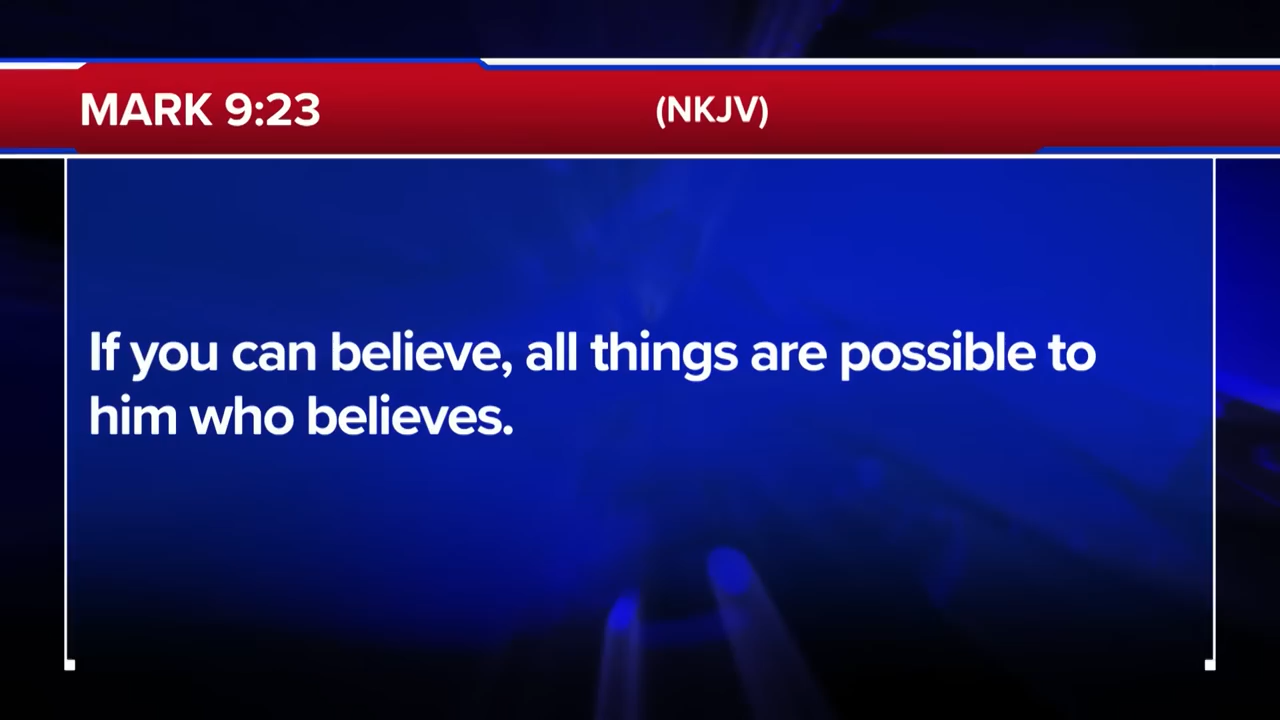 MARK 9:23 (NKJV)
If you can believe, all things are possible to
him who believes.